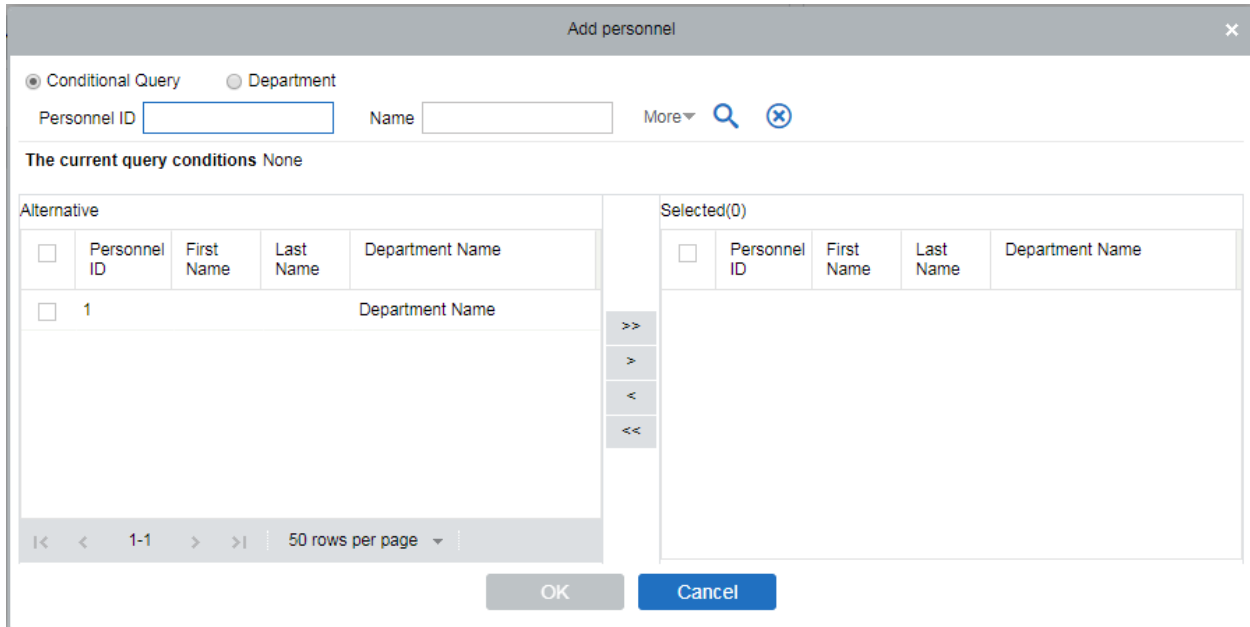 Add personnel ×
Conditional Query Department
Personnel ID Name More
The current query conditions None
Alternative
Personnel ID First Name Last Name Department Name
1 Department Name
>>
>
<
<<
Selected(0)
Personnel ID First Name Last Name Department Name
|< < 1-1 > >| 50 rows per page
OK Cancel